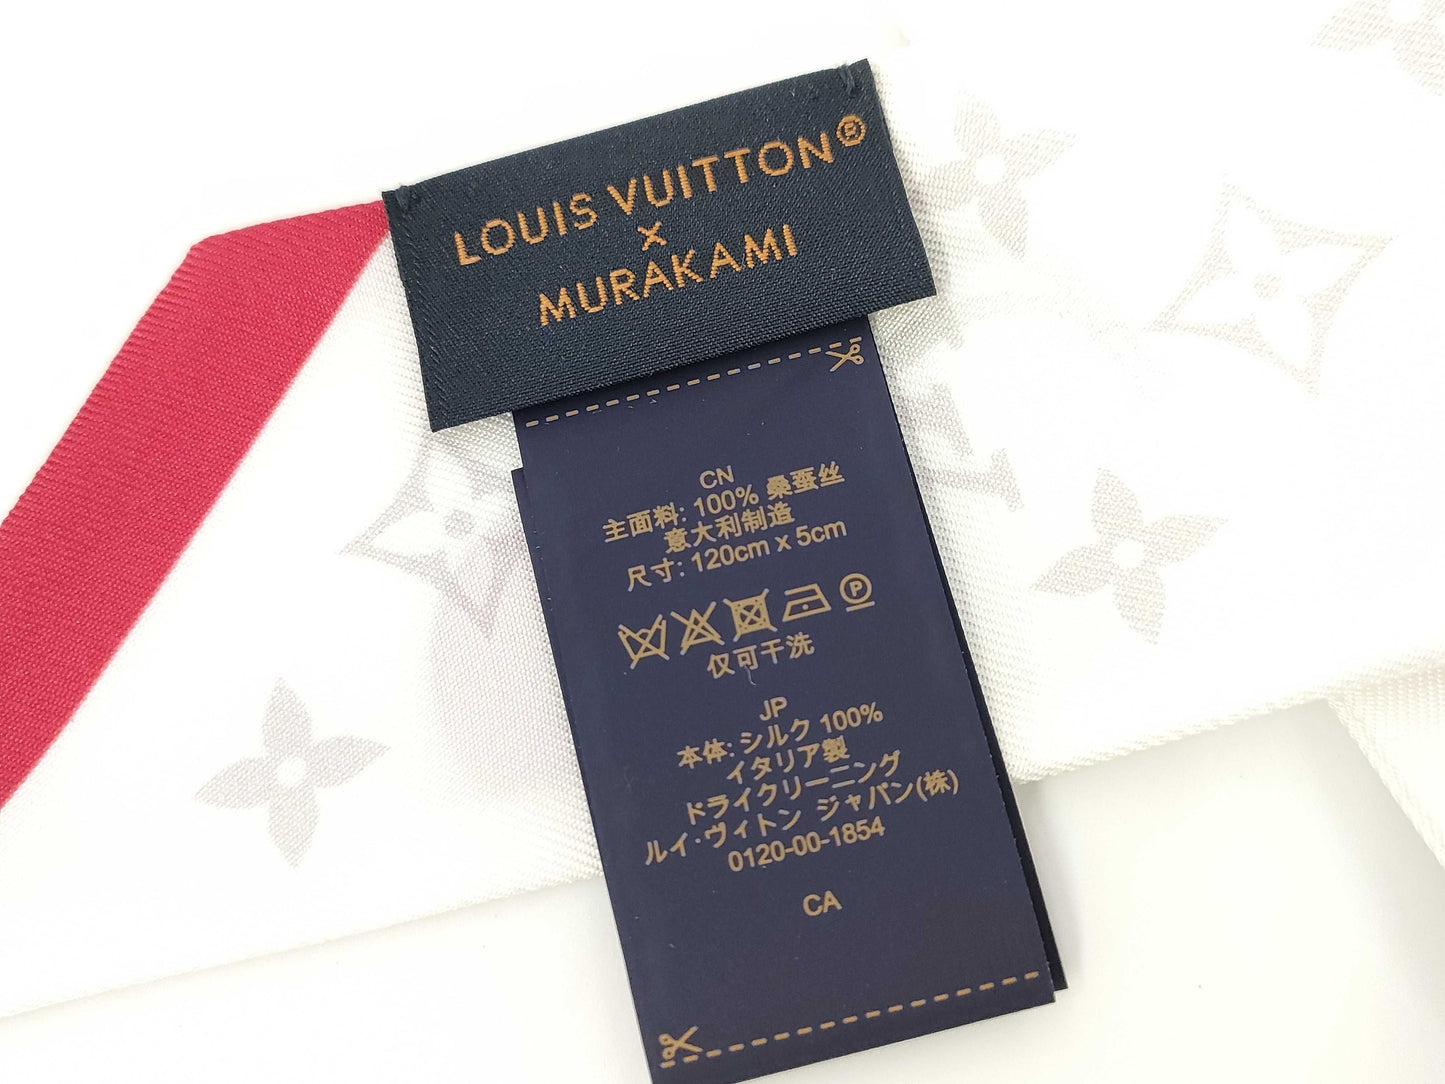 LOUIS VUITTON®
×
MURAKAMI
CN
主面料: 100% 桑蚕丝
意大利制造
尺寸: 120cm x 5cm
P
仅可干洗
JP
本体: シルク 100%
イタリア製
ドライクリーニング
ルイ・ヴィトン ジャパン(株)
0120-00-1854
CA